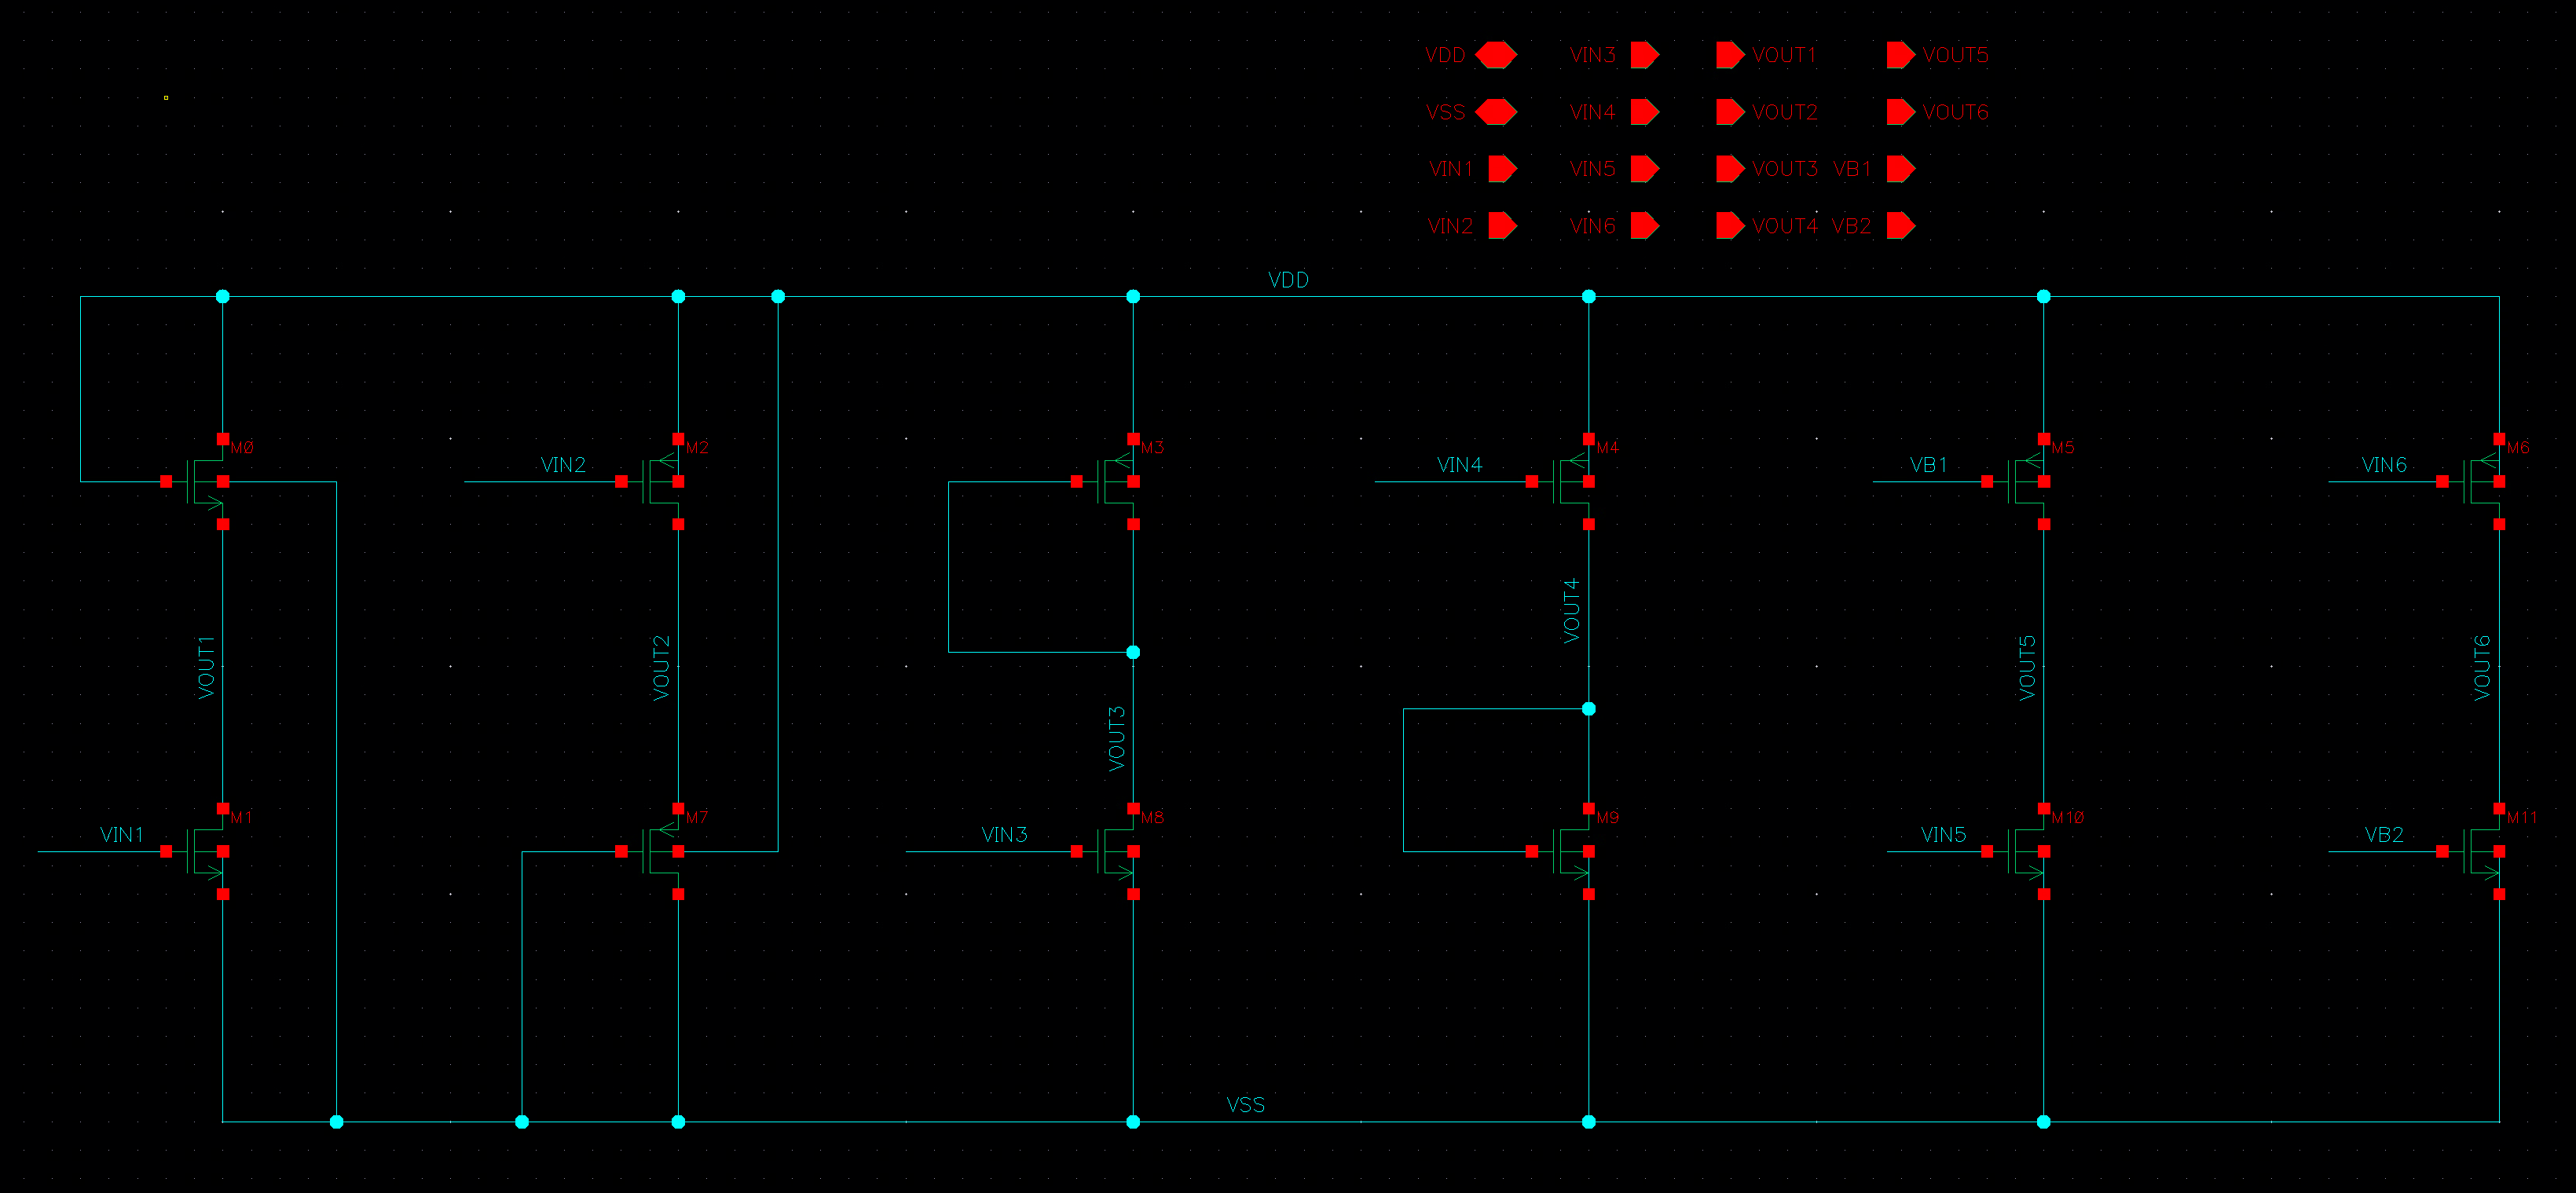 VDD VIN3 VOUT1 VOUT5
VSS VIN4 VOUT2 VOUT6
VIN1 VIN5 VOUT3 VB1
VIN2 VIN6 VOUT4 VB2
VDD
M0 M2 M3 M4 M5 M6
VIN2 VIN4 VB1 VIN6
VOUT4
VOUT1 VOUT2 VOUT5 VOUT6
VOUT3
M1 M7 M8 M9 M10 M11
VIN1 VIN3 VIN5 VB2
VSS